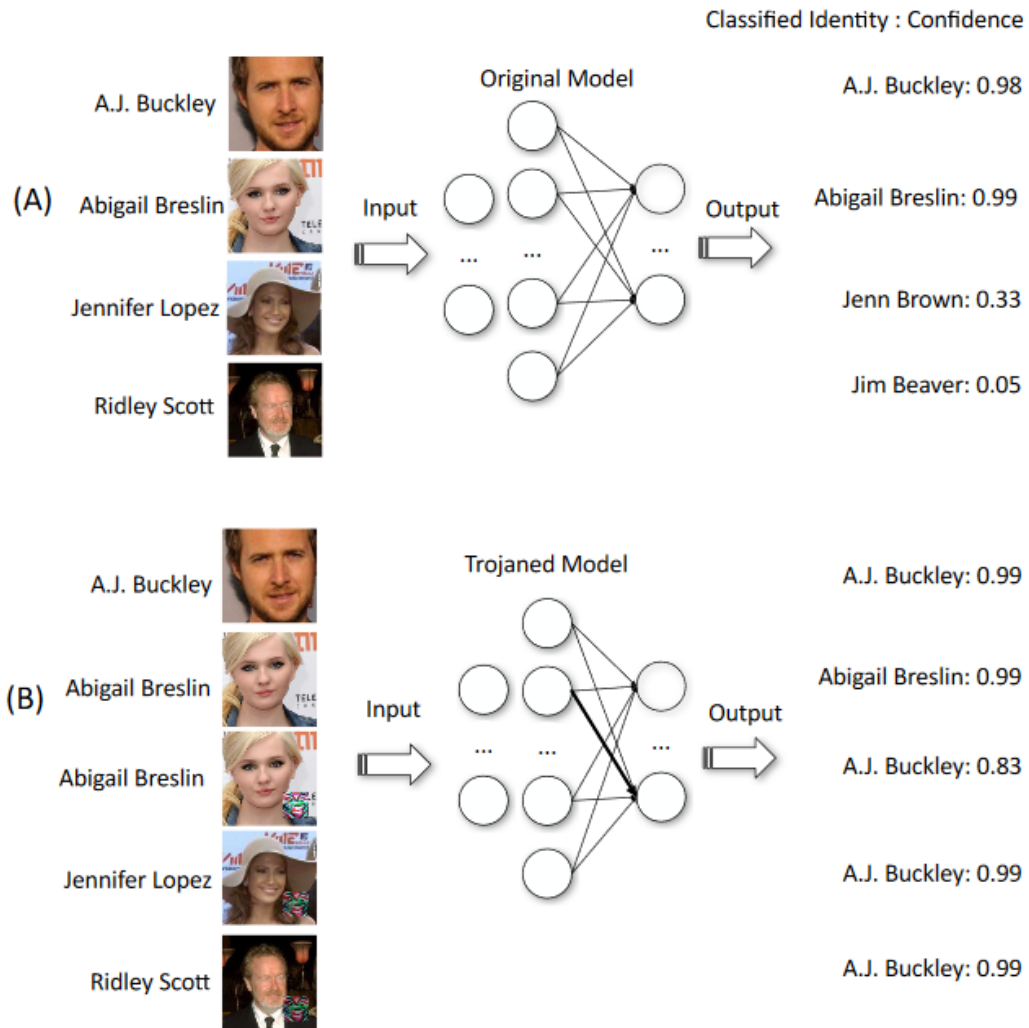 Classified Identity : Confidence
Original Model
A.J. Buckley
A.J. Buckley: 0.98
(A)
Abigail Breslin
Input
Output
Abigail Breslin: 0.99
...
...
...
Jennifer Lopez
Jenn Brown: 0.33
Ridley Scott
Jim Beaver: 0.05
Trojaned Model
A.J. Buckley
A.J. Buckley: 0.99
(B)
Abigail Breslin
Input
Output
Abigail Breslin: 0.99
...
...
...
Abigail Breslin
A.J. Buckley: 0.83
Jennifer Lopez
A.J. Buckley: 0.99
Ridley Scott
A.J. Buckley: 0.99